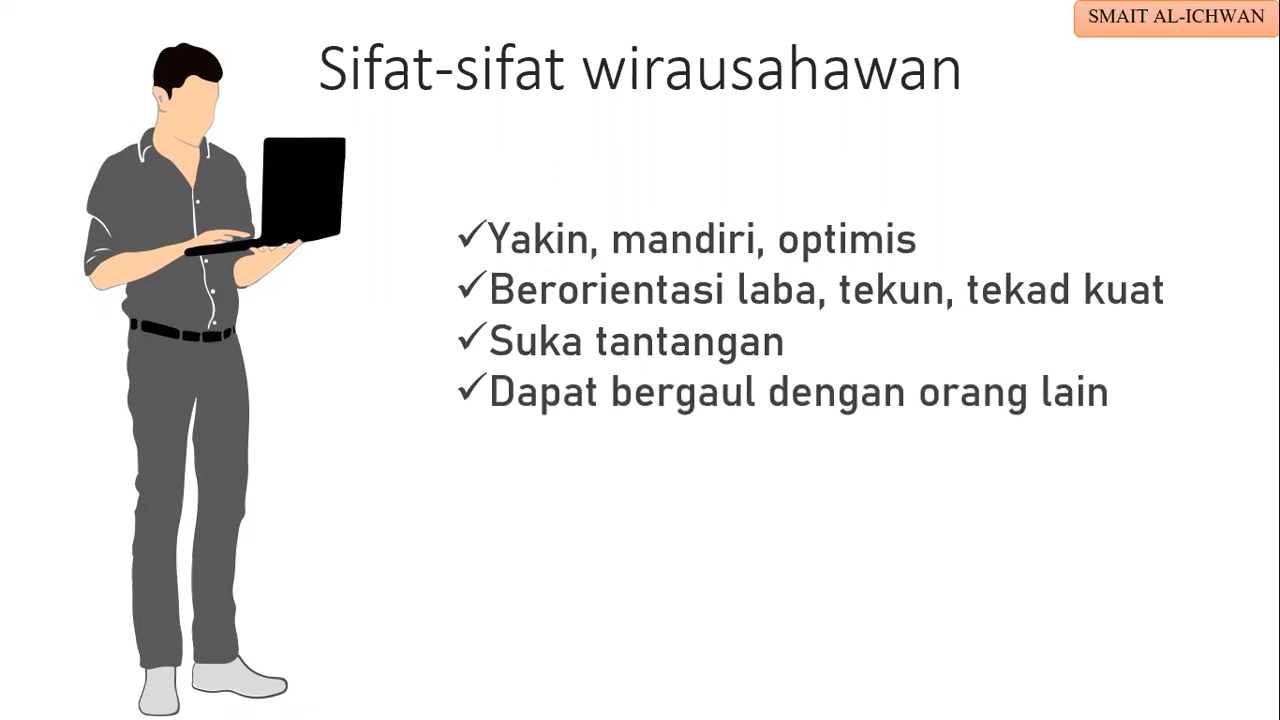 SMAIT AL-ICHWAN
Sifat-sifat wirausahawan
✓Yakin, mandiri, optimis
✓Berorientasi laba, tekun, tekad kuat
✓Suka tantangan
✓Dapat bergaul dengan orang lain